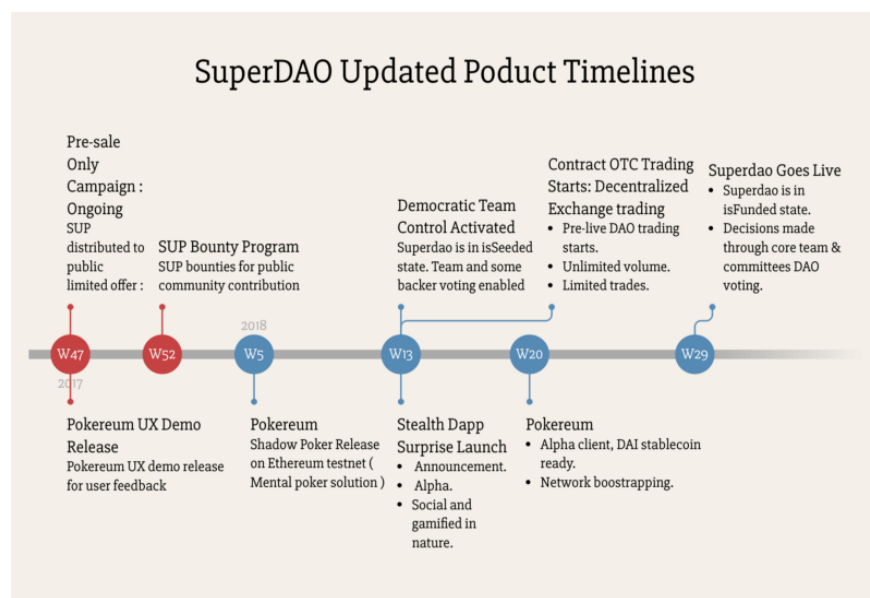 SuperDAO Updated Poduct Timelines
Pre-sale
Only
Campaign :
Ongoing
SUP
distributed to
public
limited offer :
SUP Bounty Program
SUP bounties for public
community contribution
Democratic Team
Control Activated
Superdao is in isSeeded
state. Team and some
backer voting enabled
Contract OTC Trading
Starts: Decentralized
Exchange trading
• Pre-live DAO trading
starts.
• Unlimited volume.
• Limited trades.
Superdao Goes Live
• Superdao is in
isFunded state.
• Decisions made
through core team &
committees DAO
voting.
2018
W47
W52
W5
W13
W20
W29
2017
Pokereum UX Demo
Release
Pokereum UX demo release
for user feedback
Pokereum
Shadow Poker Release
on Ethereum testnet (
Mental poker solution )
Stealth Dapp
Surprise Launch
• Announcement.
• Alpha.
• Social and
gamified in
nature.
Pokereum
• Alpha client, DAI stablecoin
ready.
• Network boostrapping.